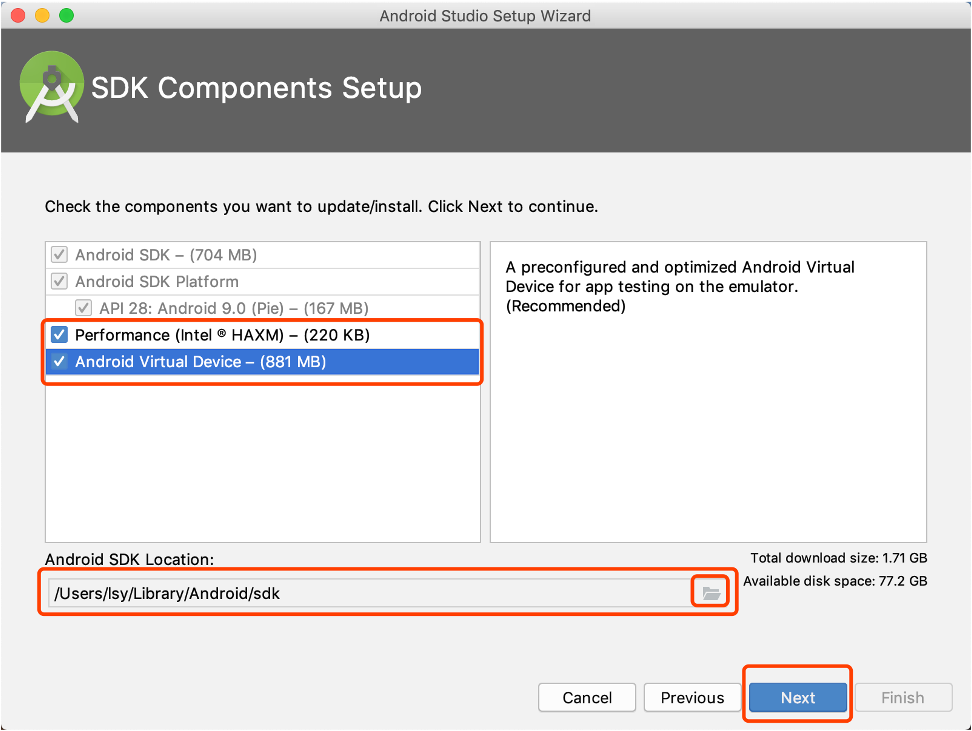 Android Studio Setup Wizard
SDK Components Setup
Check the components you want to update/install. Click Next to continue.
Android SDK – (704 MB)
Android SDK Platform
API 28: Android 9.0 (Pie) – (167 MB)
Performance (Intel ® HAXM) – (220 KB)
Android Virtual Device – (881 MB)
A preconfigured and optimized Android Virtual
Device for app testing on the emulator.
(Recommended)
Android SDK Location:
/Users/lsy/Library/Android/sdk
Total download size: 1.71 GB
Available disk space: 77.2 GB
Cancel
Previous
Next
Finish